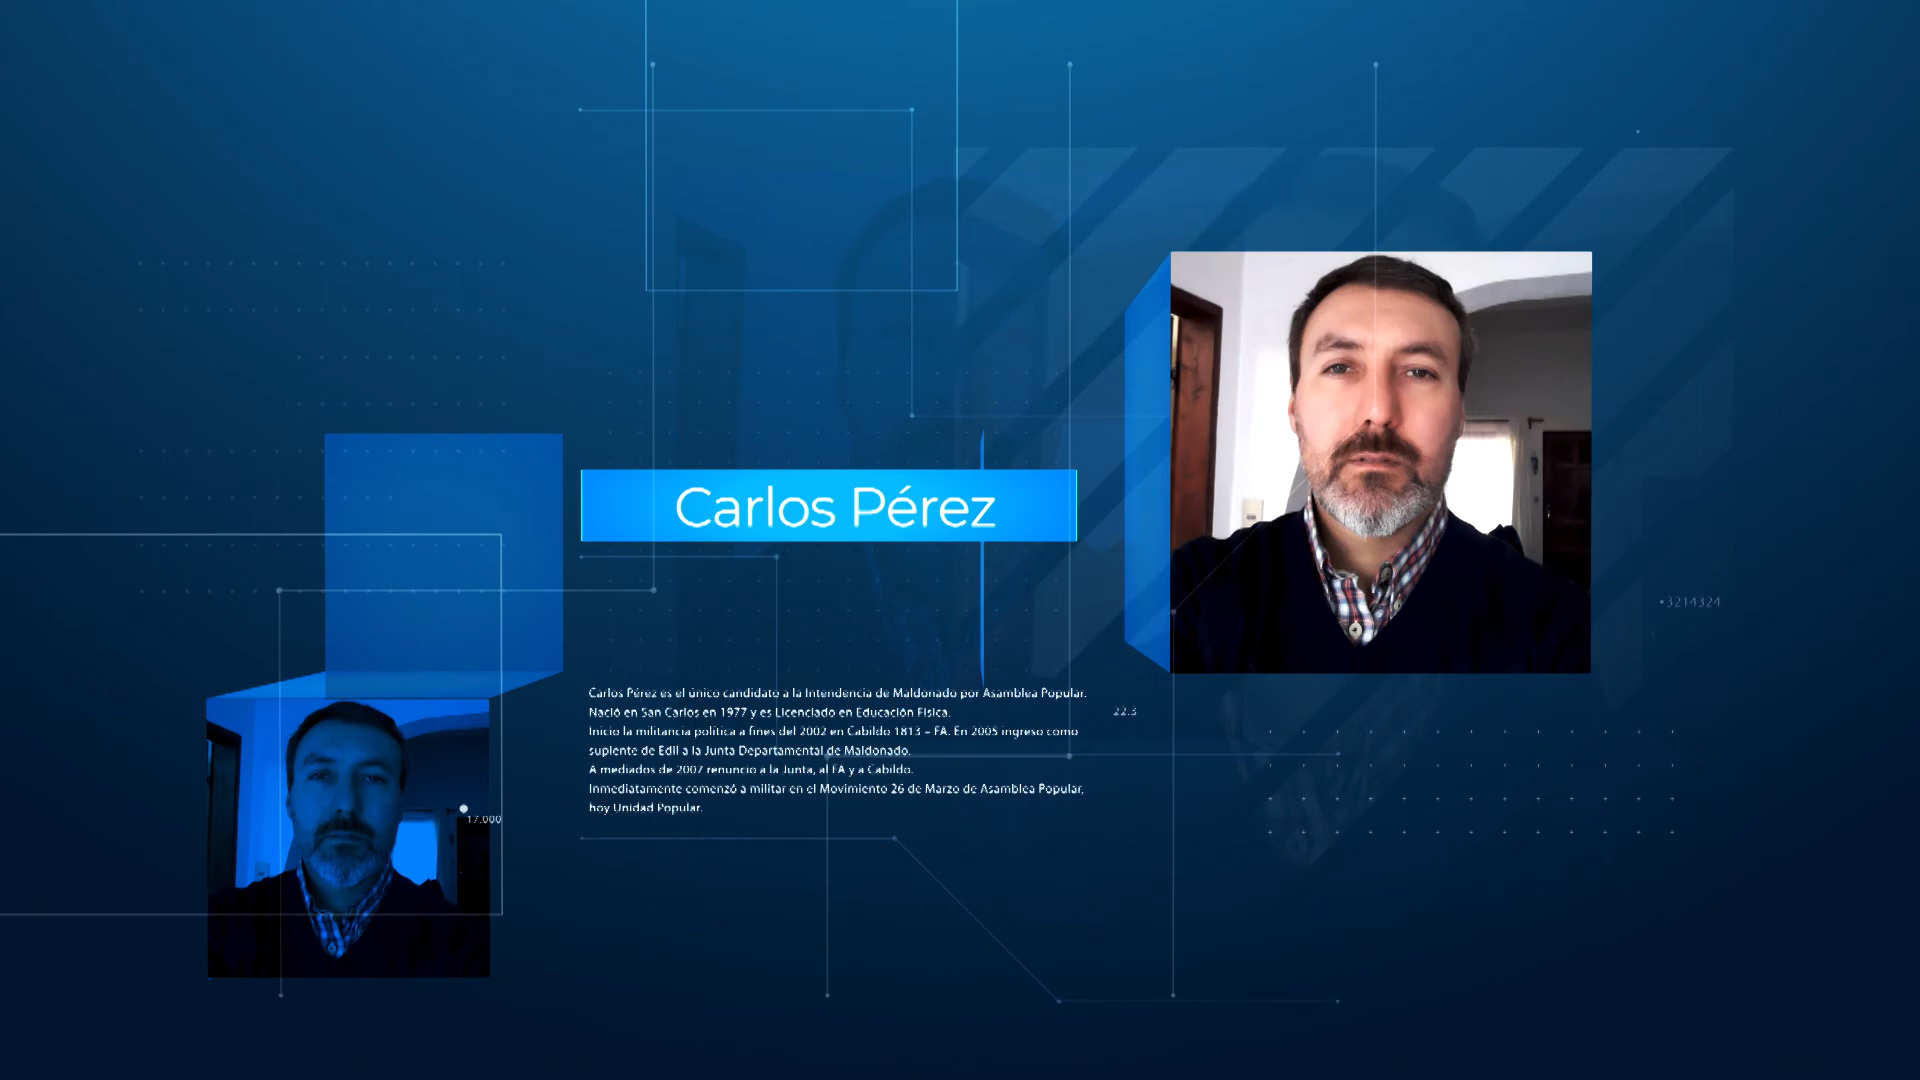 Carlos Pérez
•3214324
Carlos Pérez es el único candidato a la Intendencia de Maldonado por Asamblea Popular.
22.3
Nació en San Carlos en 1977 y es Licenciado en Educación Física.
Inicio la militancia política a fines del 2002 en Cabildo 1813 – FA. En 2005 ingreso como
suplente de Edil a la Junta Departamental de Maldonado.
A mediados de 2007 renuncio a la Junta, al FA y a Cabildo.
Inmediatamente comenzó a militar en el Movimiento 26 de Marzo de Asamblea Popular,
hoy Unidad Popular.
17,000